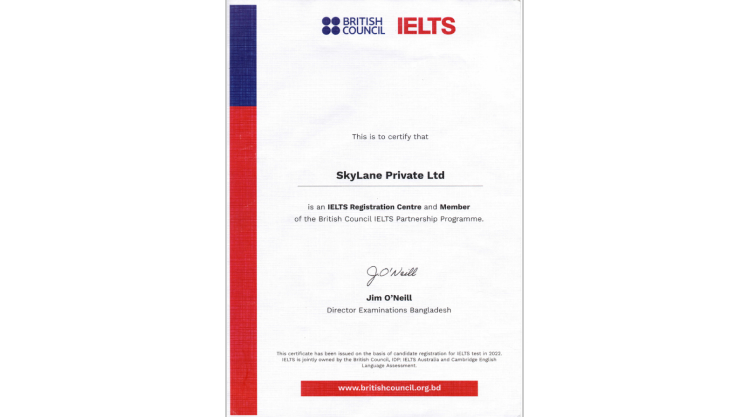 BRITISH COUNCIL IELTS
This is to certify that
SkyLane Private Ltd
is an IELTS Registration Centre and Member
of the British Council IELTS Partnership Programme.
J O'Neill
Jim O'Neill
Director Examinations Bangladesh
This certificate has been issued on the basis of candidate registration for IELTS test in 2022.
IELTS is jointly owned by the British Council, IDP: IELTS Australia and Cambridge English
Language Assessment.
www.britishcouncil.org.bd